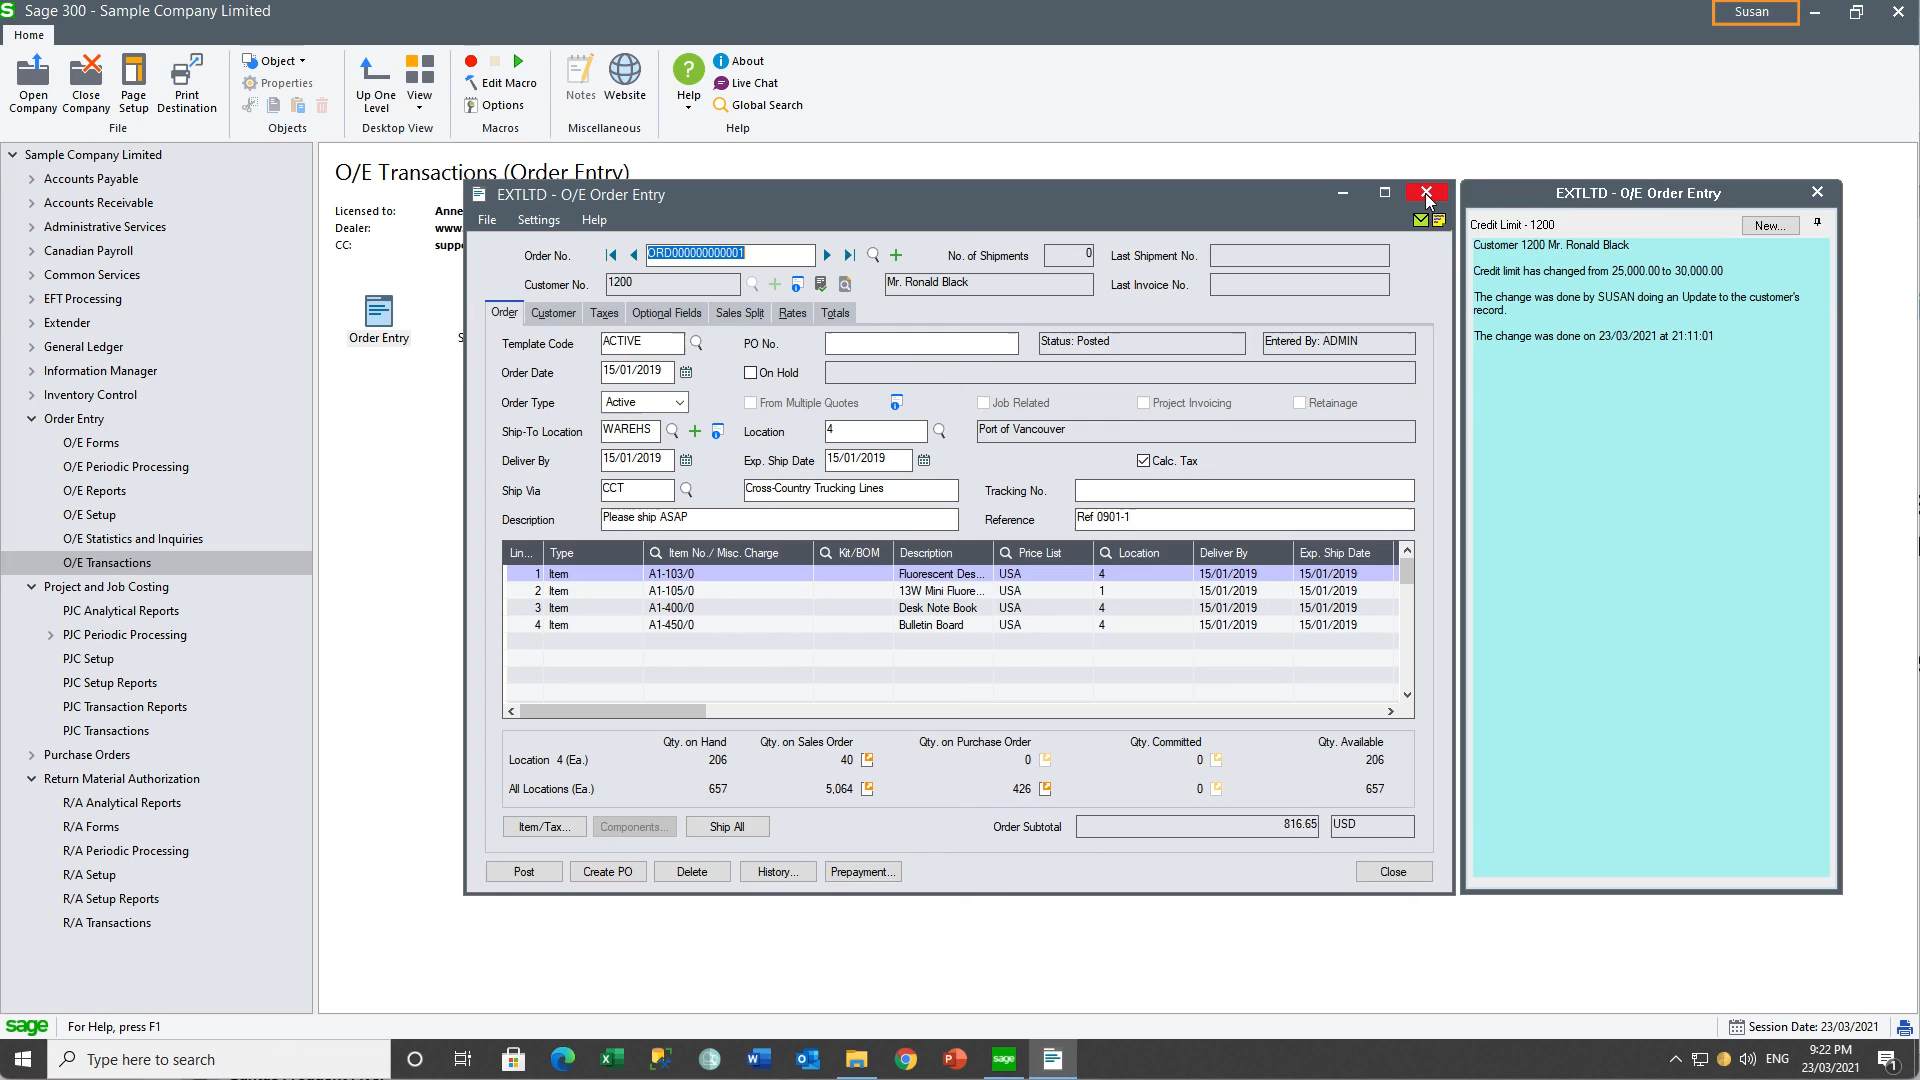 Sage 300 - Sample Company Limited
Susan
Home
Open Company
Close Company
Page Setup
Print Destination
File
Object
Properties
Objects
Up One Level
View
Desktop View
Edit Macro
Options
Macros
Notes
Website
Miscellaneous
Help
About
Live Chat
Global Search
Help
Sample Company Limited
Accounts Payable
Accounts Receivable
Administrative Services
Canadian Payroll
Common Services
EFT Processing
Extender
General Ledger
Information Manager
Inventory Control
Order Entry
O/E Forms
O/E Periodic Processing
O/E Reports
O/E Setup
O/E Statistics and Inquiries
O/E Transactions
Project and Job Costing
PJC Analytical Reports
PJC Periodic Processing
PJC Setup
PJC Setup Reports
PJC Transaction Reports
PJC Transactions
Purchase Orders
Return Material Authorization
R/A Analytical Reports
R/A Forms
R/A Periodic Processing
R/A Setup
R/A Setup Reports
R/A Transactions
O/E Transactions (Order Entry)
Licensed to: Anne
Dealer: www.
CC: supp
Order Entry
S
EXTLTD - O/E Order Entry
File Settings Help
Order No. ORD000000000001 No. of Shipments 0 Last Shipment No.
Customer No. 1200 Mr. Ronald Black Last Invoice No.
Order Customer Taxes Optional Fields Sales Split Rates Totals
Template Code ACTIVE PO No. Status: Posted Entered By: ADMIN
Order Date 15/01/2019 On Hold
Order Type Active From Multiple Quotes Job Related Project Invoicing Retainage
Ship-To Location WAREHS Location 4 Port of Vancouver
Deliver By 15/01/2019 Exp. Ship Date 15/01/2019 Calc. Tax
Ship Via CCT Cross-Country Trucking Lines Tracking No.
Description Please ship ASAP Reference Ref 0901-1
Lin... Type Item No./ Misc. Charge Kit/BOM Description Price List Location Deliver By Exp. Ship Date
1 Item A1-103/0 Fluorescent Des... USA 4 15/01/2019 15/01/2019
2 Item A1-105/0 13W Mini Fluore... USA 1 15/01/2019 15/01/2019
3 Item A1-400/0 Desk Note Book USA 4 15/01/2019 15/01/2019
4 Item A1-450/0 Bulletin Board USA 4 15/01/2019 15/01/2019
Qty. on Hand Qty. on Sales Order Qty. on Purchase Order Qty. Committed Qty. Available
Location 4 (Ea.) 206 40 0 0 206
All Locations (Ea.) 657 5,064 426 0 657
Item/Tax... Components... Ship All Order Subtotal 816.65 USD
Post Create PO Delete History... Prepayment... Close
EXTLTD - O/E Order Entry
Credit Limit - 1200 New...
Customer 1200 Mr. Ronald Black
Credit limit has changed from 25,000.00 to 30,000.00
The change was done by SUSAN doing an Update to the customer's
record.
The change was done on 23/03/2021 at 21:11:01
sage For Help, press F1
Session Date: 23/03/2021
Type here to search
sage
ENG
9:22 PM
23/03/2021
1